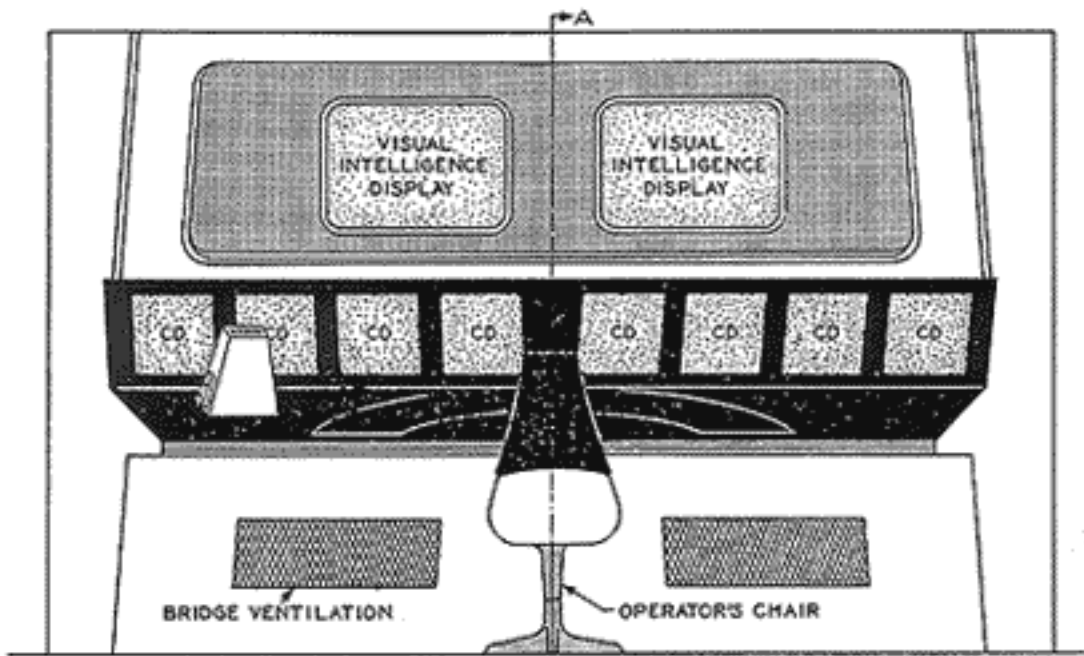 A
VISUAL
INTELLIGENCE
DISPLAY
VISUAL
INTELLIGENCE
DISPLAY
CD CD CD CD CD CD CD CD
BRIDGE VENTILATION
OPERATOR'S CHAIR